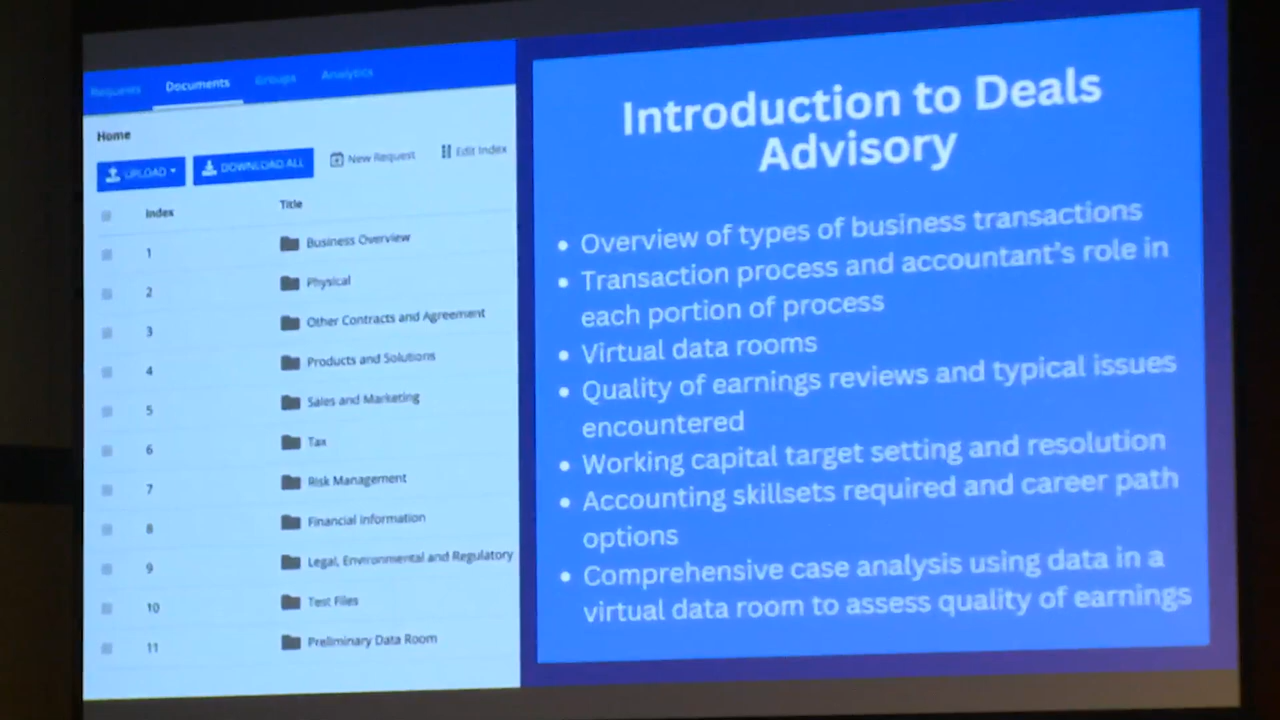 Requests Documents Groups Analytics
Home
UPLOAD DOWNLOAD ALL New Request Edit Index
Index Title
1 Business Overview
2 Physical
3 Other Contracts and Agreement
4 Products and Solutions
5 Sales and Marketing
6 Tax
7 Risk Management
8 Financial Information
9 Legal, Environmental and Regulatory
10 Test Files
11 Preliminary Data Room
Introduction to Deals
Advisory
• Overview of types of business transactions
• Transaction process and accountant's role in
each portion of process
• Virtual data rooms
• Quality of earnings reviews and typical issues
encountered
• Working capital target setting and resolution
• Accounting skillsets required and career path
options
• Comprehensive case analysis using data in a
virtual data room to assess quality of earnings